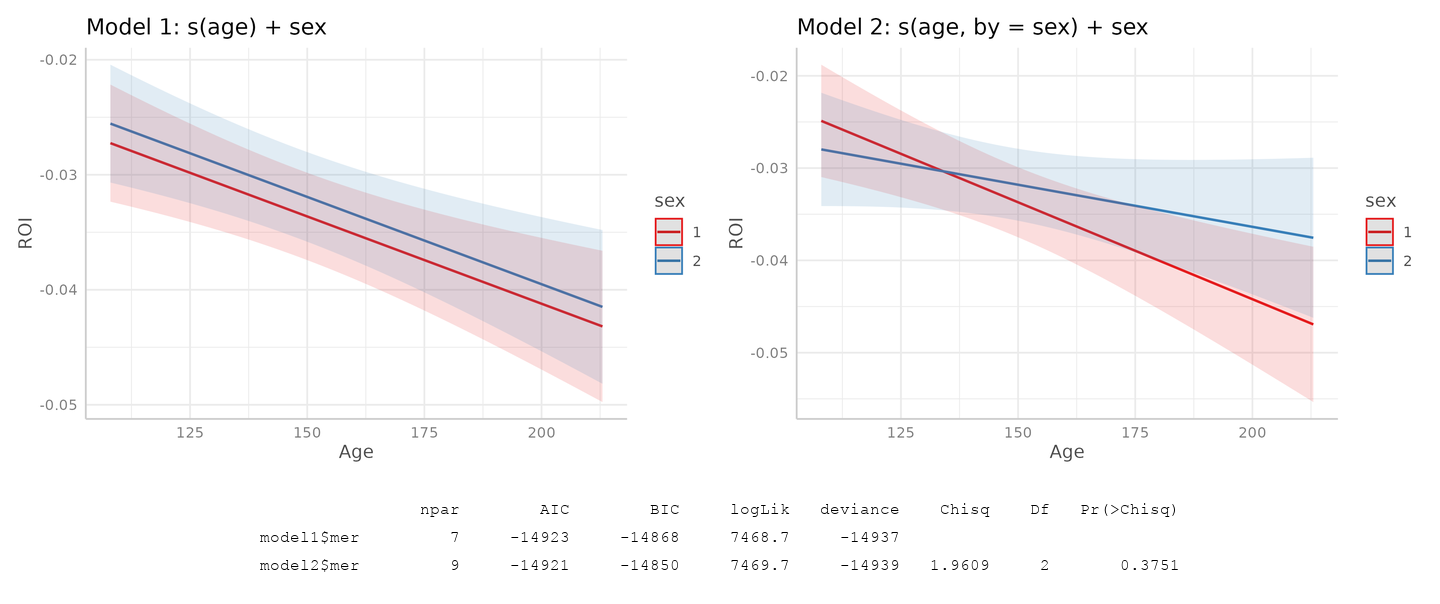 Model 1: s(age) + sex
-0.02
-0.03
-0.04
-0.05
ROI
125 150 175 200
Age
sex
1
2
Model 2: s(age, by = sex) + sex
-0.02
-0.03
-0.04
-0.05
ROI
125 150 175 200
Age
sex
1
2
npar AIC BIC logLik deviance Chisq Df Pr(>Chisq)
model1$mer 7 -14923 -14868 7468.7 -14937
model2$mer 9 -14921 -14850 7469.7 -14939 1.9609 2 0.3751